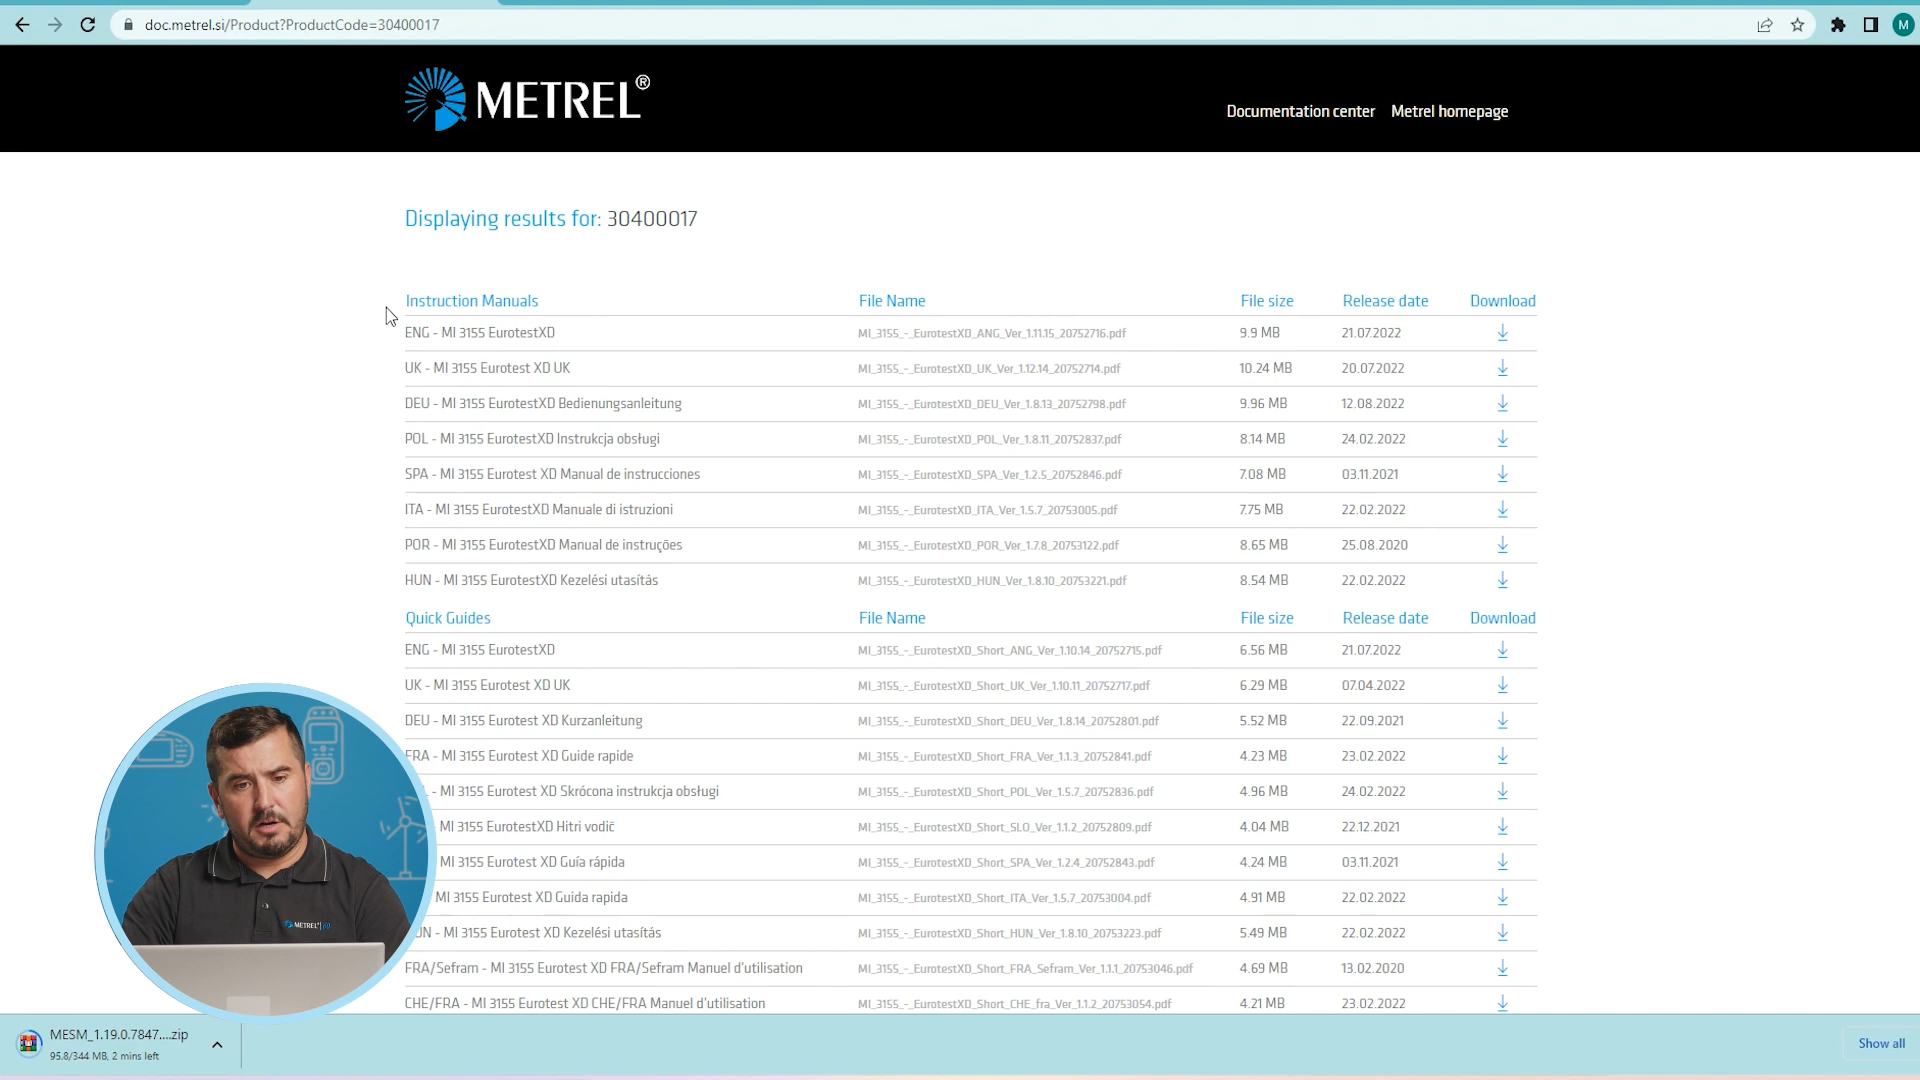 doc.metrel.si/Product?ProductCode=30400017
M
METREL®
Documentation center Metrel homepage
Displaying results for: 30400017
Instruction Manuals File Name File size Release date Download
ENG - MI 3155 EurotestXD MI_3155_-_EurotestXD_ANG_Ver_1.11.15_20752716.pdf 9.9 MB 21.07.2022
UK - MI 3155 Eurotest XD UK MI_3155_-_EurotestXD_UK_Ver_1.12.14_20752714.pdf 10.24 MB 20.07.2022
DEU - MI 3155 EurotestXD Bedienungsanleitung MI_3155_-_EurotestXD_DEU_Ver_1.8.13_20752798.pdf 9.96 MB 12.08.2022
POL - MI 3155 EurotestXD Instrukcja obsługi MI_3155_-_EurotestXD_POL_Ver_1.8.11_20752837.pdf 8.14 MB 24.02.2022
SPA - MI 3155 Eurotest XD Manual de instrucciones MI_3155_-_EurotestXD_SPA_Ver_1.2.5_20752846.pdf 7.08 MB 03.11.2021
ITA - MI 3155 EurotestXD Manuale di istruzioni MI_3155_-_EurotestXD_ITA_Ver_1.5.7_20753005.pdf 7.75 MB 22.02.2022
POR - MI 3155 EurotestXD Manual de instruções MI_3155_-_EurotestXD_POR_Ver_1.7.8_20753122.pdf 8.65 MB 25.08.2020
HUN - MI 3155 EurotestXD Kezelési utasítás MI_3155_-_EurotestXD_HUN_Ver_1.8.10_20753221.pdf 8.54 MB 22.02.2022
Quick Guides File Name File size Release date Download
ENG - MI 3155 EurotestXD MI_3155_-_EurotestXD_Short_ANG_Ver_1.10.14_20752715.pdf 6.56 MB 21.07.2022
UK - MI 3155 Eurotest XD UK MI_3155_-_EurotestXD_Short_UK_Ver_1.10.11_20752717.pdf 6.29 MB 07.04.2022
DEU - MI 3155 Eurotest XD Kurzanleitung MI_3155_-_EurotestXD_Short_DEU_Ver_1.8.14_20752801.pdf 5.52 MB 22.09.2021
FRA - MI 3155 Eurotest XD Guide rapide MI_3155_-_EurotestXD_Short_FRA_Ver_1.1.3_20752841.pdf 4.23 MB 23.02.2022
- MI 3155 Eurotest XD Skrócona instrukcja obsługi MI_3155_-_EurotestXD_Short_POL_Ver_1.5.7_20752836.pdf 4.96 MB 24.02.2022
MI 3155 EurotestXD Hitri vodič MI_3155_-_EurotestXD_Short_SLO_Ver_1.1.2_20752809.pdf 4.04 MB 22.12.2021
MI 3155 Eurotest XD Guía rápida MI_3155_-_EurotestXD_Short_SPA_Ver_1.2.4_20752843.pdf 4.24 MB 03.11.2021
MI 3155 Eurotest XD Guida rapida MI_3155_-_EurotestXD_Short_ITA_Ver_1.5.7_20753004.pdf 4.91 MB 22.02.2022
- MI 3155 Eurotest XD Kezelési utasítás MI_3155_-_EurotestXD_Short_HUN_Ver_1.8.10_20753223.pdf 5.49 MB 22.02.2022
FRA/Sefram - MI 3155 Eurotest XD FRA/Sefram Manuel d'utilisation MI_3155_-_EurotestXD_Short_FRA_Sefram_Ver_1.1.1_20753046.pdf 4.69 MB 13.02.2020
CHE/FRA - MI 3155 Eurotest XD CHE/FRA Manuel d'utilisation MI_3155_-_EurotestXD_Short_CHE_fra_Ver_1.1.2_20753054.pdf 4.21 MB 23.02.2022
METREL
MESM_1.19.0.7847....zip
95.8/344 MB, 2 mins left
Show all